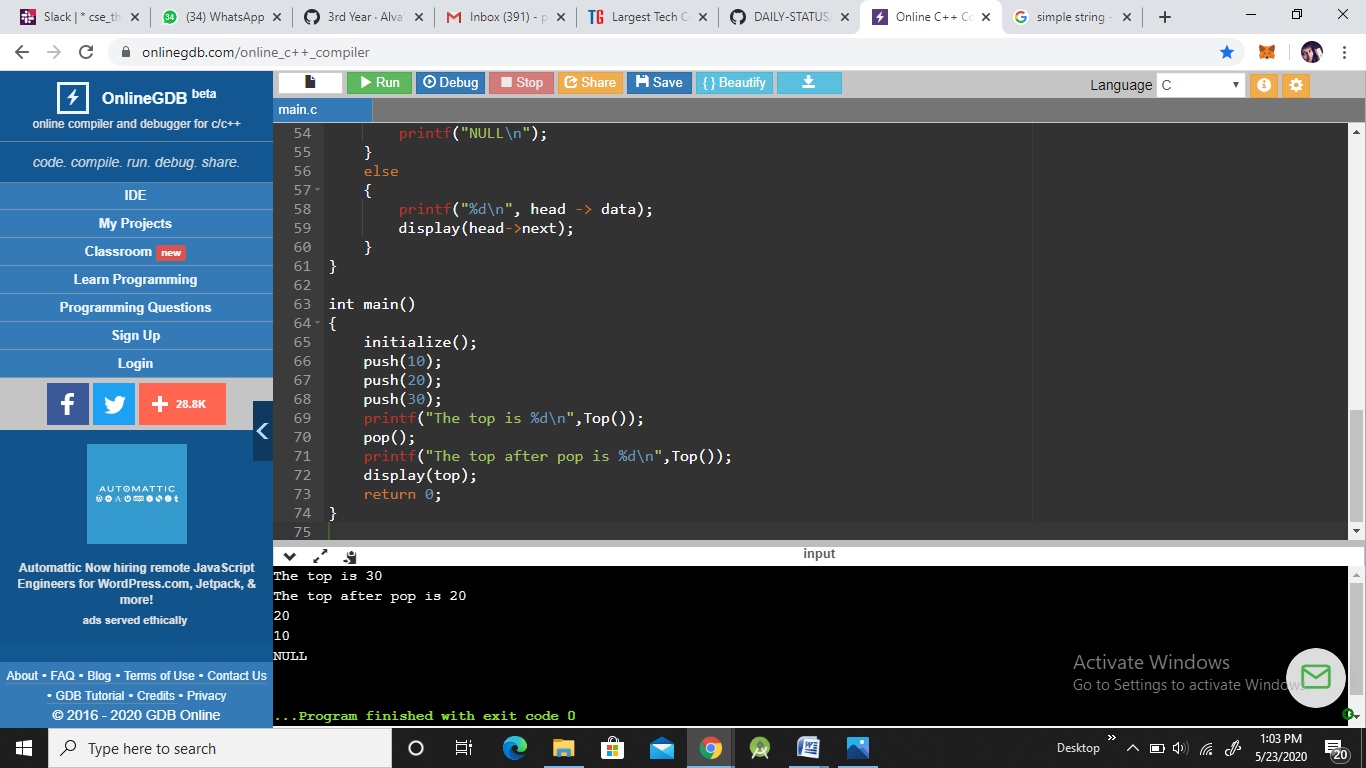 Slack | * cse_th
(34) WhatsApp
3rd Year · Alva
Inbox (391) - p
TG Largest Tech C
DAILY-STATUS
Online C++ Co
simple string -
onlinegdb.com/online_c++_compiler
OnlineGDB beta
online compiler and debugger for c/c++
code. compile. run. debug. share.
IDE
My Projects
Classroom new
Learn Programming
Programming Questions
Sign Up
Login
28.8K
AUTOMATTIC
Automattic Now hiring remote JavaScript
Engineers for WordPress.com, Jetpack, &
more!
ads served ethically
About • FAQ • Blog • Terms of Use • Contact Us
• GDB Tutorial • Credits • Privacy
© 2016 - 2020 GDB Online
Run Debug Stop Share Save {} Beautify
Language C
main.c
54         printf("NULL\n");
55     }
56     else
57     {
58         printf("%d\n", head -> data);
59         display(head->next);
60     }
61 }
62
63 int main()
64 {
65     initialize();
66     push(10);
67     push(20);
68     push(30);
69     printf("The top is %d\n",Top());
70     pop();
71     printf("The top after pop is %d\n",Top());
72     display(top);
73     return 0;
74 }
75
input
The top is 30
The top after pop is 20
20
10
NULL
...Program finished with exit code 0
Activate Windows
Go to Settings to activate Windows.
Type here to search
Desktop
1:03 PM
5/23/2020
20